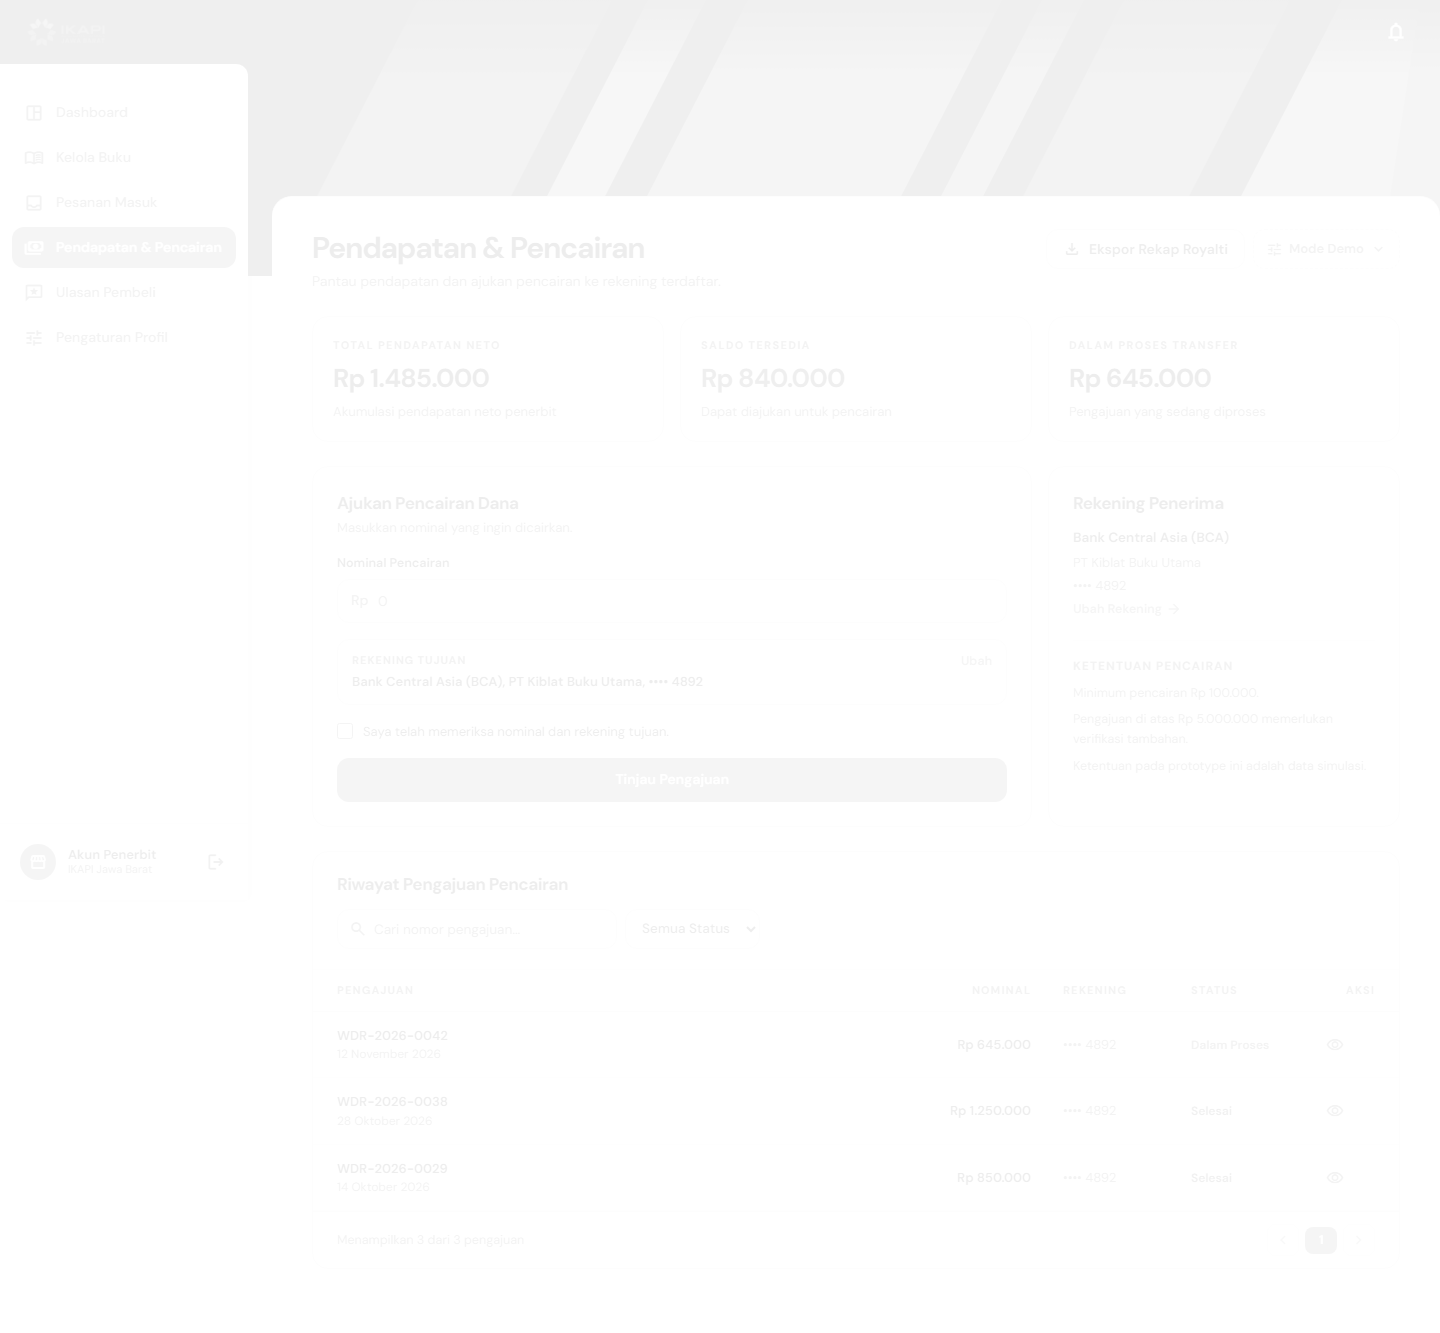 IKAPI
Dashboard
Kelola Buku
Pesanan Masuk
Pendapatan & Pencairan
Ulasan Pembeli
Pengaturan Profil
Akun Penerbit
IKAPI Jawa Barat
Pendapatan & Pencairan
Pantau pendapatan dan ajukan pencairan ke rekening terdaftar.
Ekspor Rekap Royalti
Mode Demo
TOTAL PENDAPATAN NETO
Rp 1.485.000
Akumulasi pendapatan neto penerbit
SALDO TERSEDIA
Rp 840.000
Dapat diajukan untuk pencairan
DALAM PROSES TRANSFER
Rp 645.000
Pengajuan yang sedang diproses
Ajukan Pencairan Dana
Masukkan nominal yang ingin dicairkan.
Nominal Pencairan
Rp 0
REKENING TUJUAN
Ubah
Bank Central Asia (BCA), PT Kiblat Buku Utama, •••• 4892
Saya telah memeriksa nominal dan rekening tujuan.
Tinjau Pengajuan
Rekening Penerima
Bank Central Asia (BCA)
PT Kiblat Buku Utama
•••• 4892
Ubah Rekening →
KETENTUAN PENCAIRAN
Minimum pencairan Rp 100.000.
Pengajuan di atas Rp 5.000.000 memerlukan
verifikasi tambahan.
Ketentuan pada prototype ini adalah data simulasi.
Riwayat Pengajuan Pencairan
Cari nomor pengajuan...
Semua Status
PENGAJUAN NOMINAL REKENING STATUS AKSI
WDR-2026-0042
12 November 2026
Rp 645.000 •••• 4892 Dalam Proses
WDR-2026-0038
28 Oktober 2026
Rp 1.250.000 •••• 4892 Selesai
WDR-2026-0029
14 Oktober 2026
Rp 850.000 •••• 4892 Selesai
Menampilkan 3 dari 3 pengajuan
1